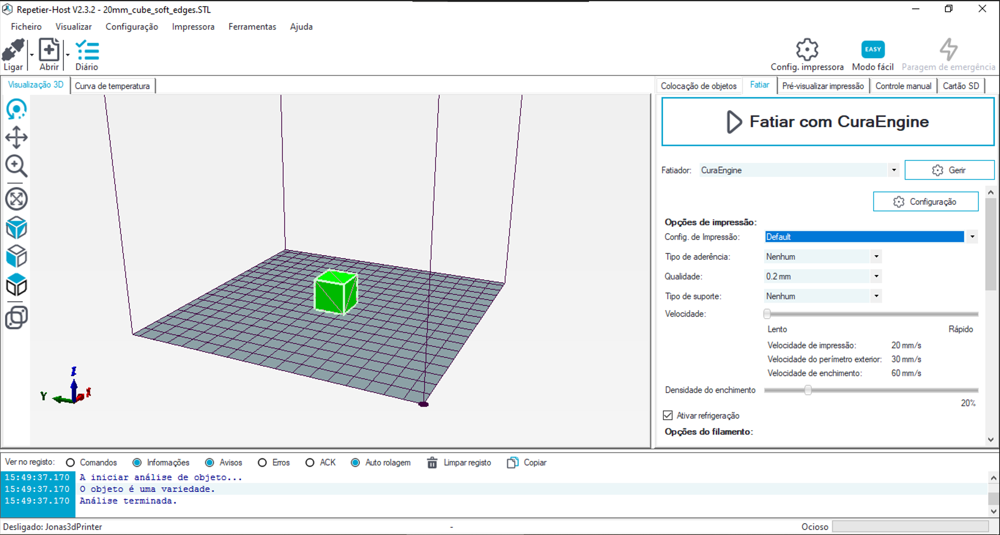 Repetier-Host V2.3.2 - 20mm_cube_soft_edges.STL
Ficheiro Visualizar Configuração Impressora Ferramentas Ajuda
Ligar Abrir Diário EASY
Config. impressora Modo fácil Paragem de emergência
Visualização 3D Curva de temperatura
Colocação de objetos Fatiar Pré-visualizar impressão Controle manual Cartão SD
Fatiar com CuraEngine
Fatiador: CuraEngine Gerir
Configuração
Opções de impressão:
Config. de Impressão: Default
Tipo de aderência: Nenhum
Qualidade: 0.2 mm
Tipo de suporte: Nenhum
Velocidade:
Lento Rápido
Velocidade de impressão: 20 mm/s
Velocidade do perímetro exterior: 30 mm/s
Velocidade de enchimento: 60 mm/s
Densidade do enchimento
20%
Ativar refrigeração
Opções do filamento:
Z
Y X
Ver no registo: Comandos Informações Avisos Erros ACK Auto rolagem Limpar registo Copiar
15:49:37.170 A iniciar análise de objeto...
15:49:37.170 O objeto é uma variedade.
15:49:37.170 Análise terminada.
Desligado: Jonas3dPrinter - Ocioso